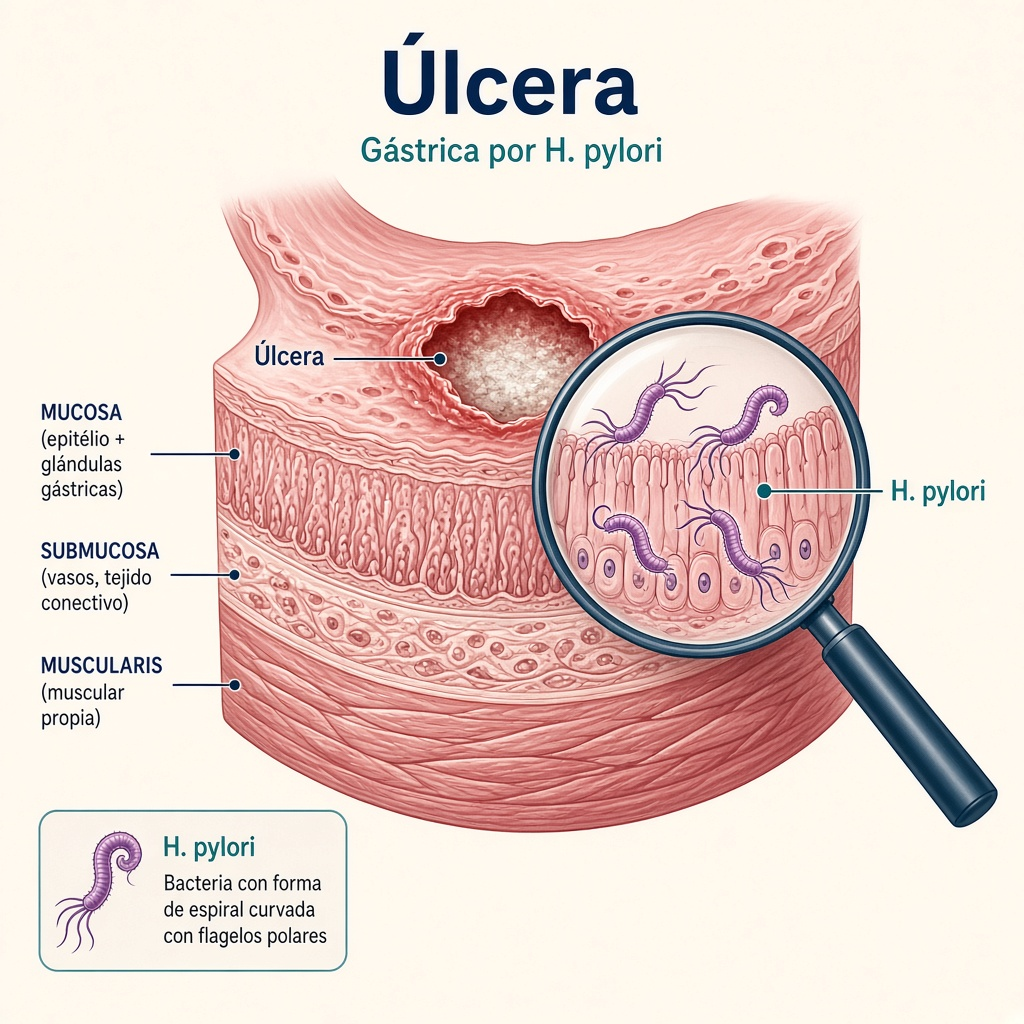 Úlcera
Gástrica por H. pylori
Úlcera
MUCOSA
(epitélio +
glándulas
gástricas)
SUBMUCOSA
(vasos, tejido
conectivo)
MUSCULARIS
(muscular
propia)
H. pylori
H. pylori
Bacteria con forma
de espiral curvada
con flagelos polares